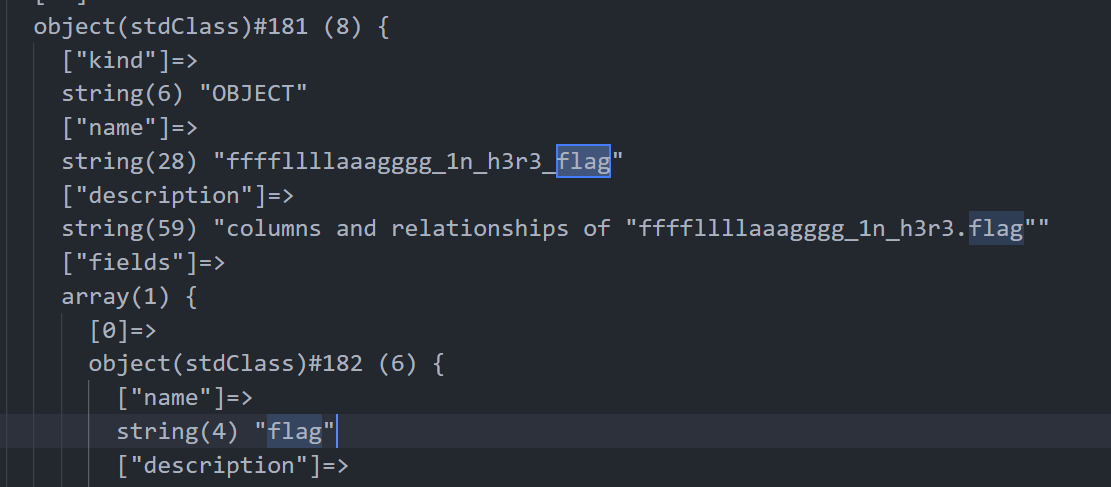 object(stdClass)#181 (8) {
["kind"]=>
string(6) "OBJECT"
["name"]=>
string(28) "ffffllllaaagggg_1n_h3r3_flag"
["description"]=>
string(59) "columns and relationships of "ffffllllaaagggg_1n_h3r3.flag""
["fields"]=>
array(1) {
[0]=>
object(stdClass)#182 (6) {
["name"]=>
string(4) "flag"
["description"]=>